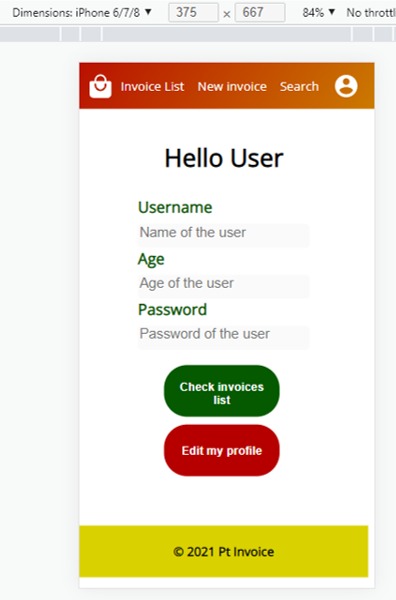 Dimensions: iPhone 6/7/8 ▼ 375 x 667 84% ▼ No throttl
Invoice List New invoice Search
Hello User
Username
Name of the user
Age
Age of the user
Password
Password of the user
Check invoices
list
Edit my profile
© 2021 Pt Invoice